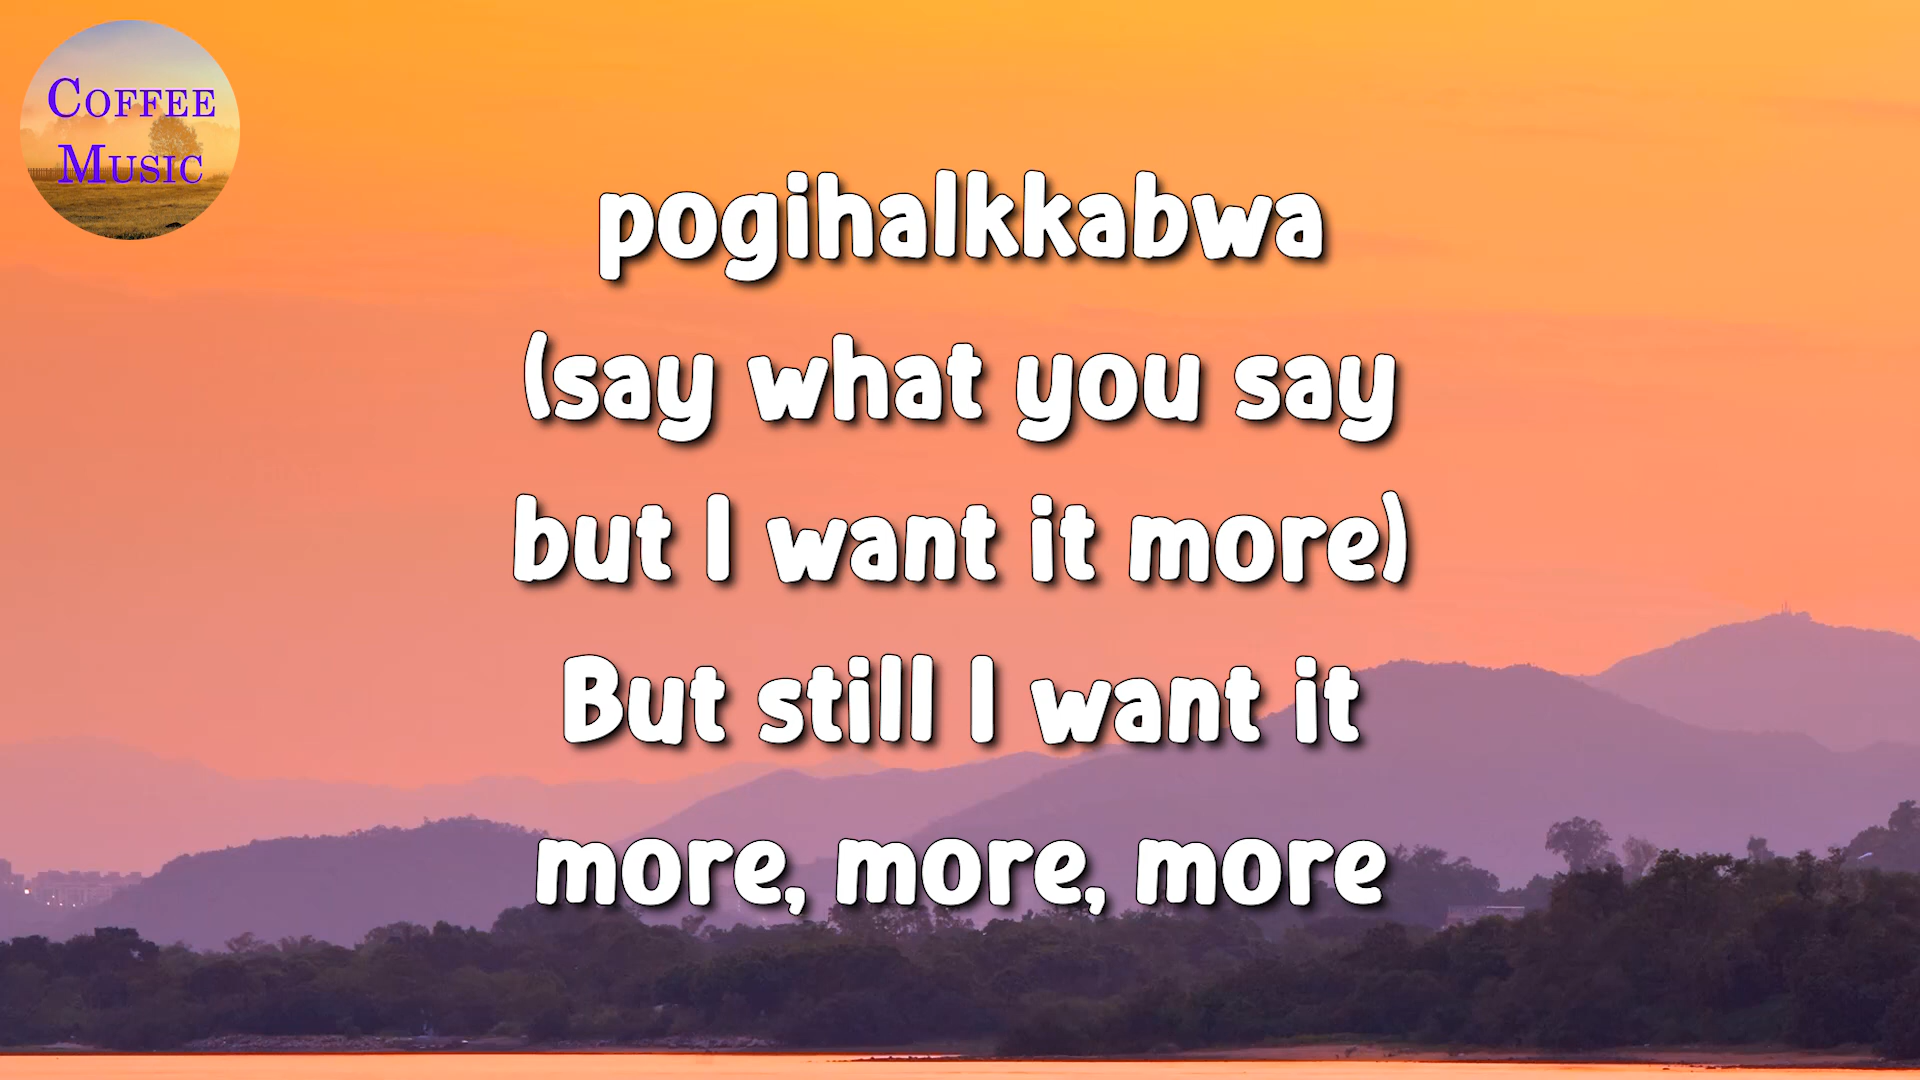 COFFEE
MUSIC
pogihalkkabwa
(say what you say
but I want it more)
But still I want it
more, more, more